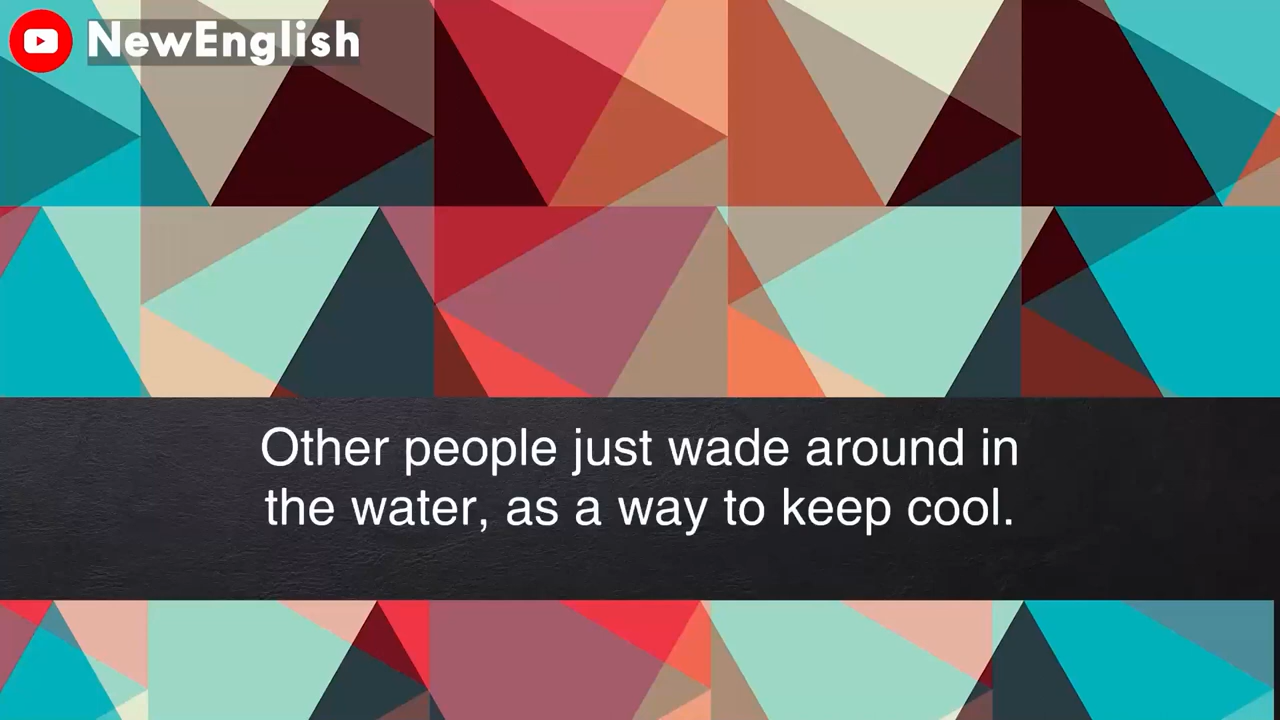 NewEnglish
Other people just wade around in
the water, as a way to keep cool.